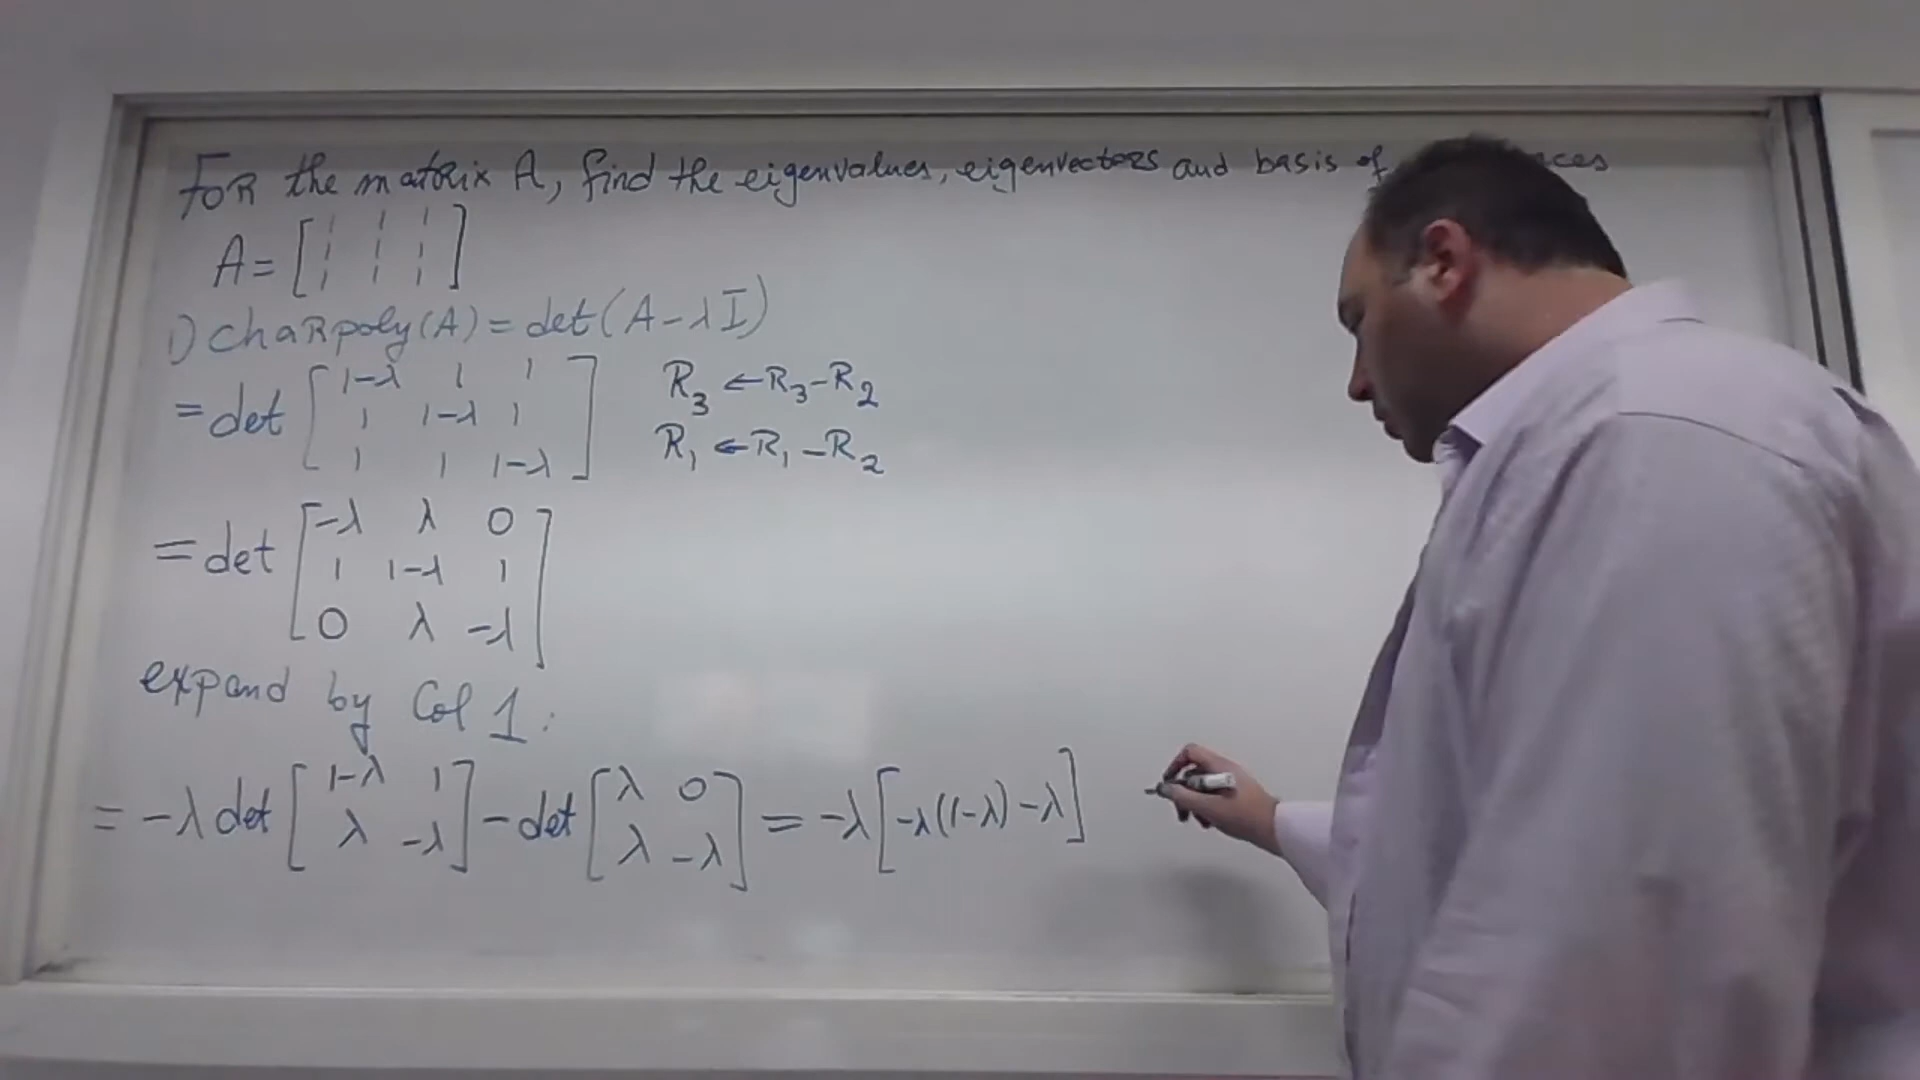 For the matrix A, find the eigenvalues, eigenvectors and basis of
A = [ 1 1 1
1 1 1
1 1 1 ]
1) charpoly(A) = det(A-λI)
= det [ 1-λ 1 1
1 1-λ 1
1 1 1-λ ]
R₃ ← R₃-R₂
R₁ ← R₁-R₂
= det [ -λ λ 0
1 1-λ 1
0 λ -λ ]
expand by Col 1:
= -λ det [ 1-λ 1
λ -λ ] - det [ λ 0
λ -λ ] = -λ[-λ(1-λ)-λ]